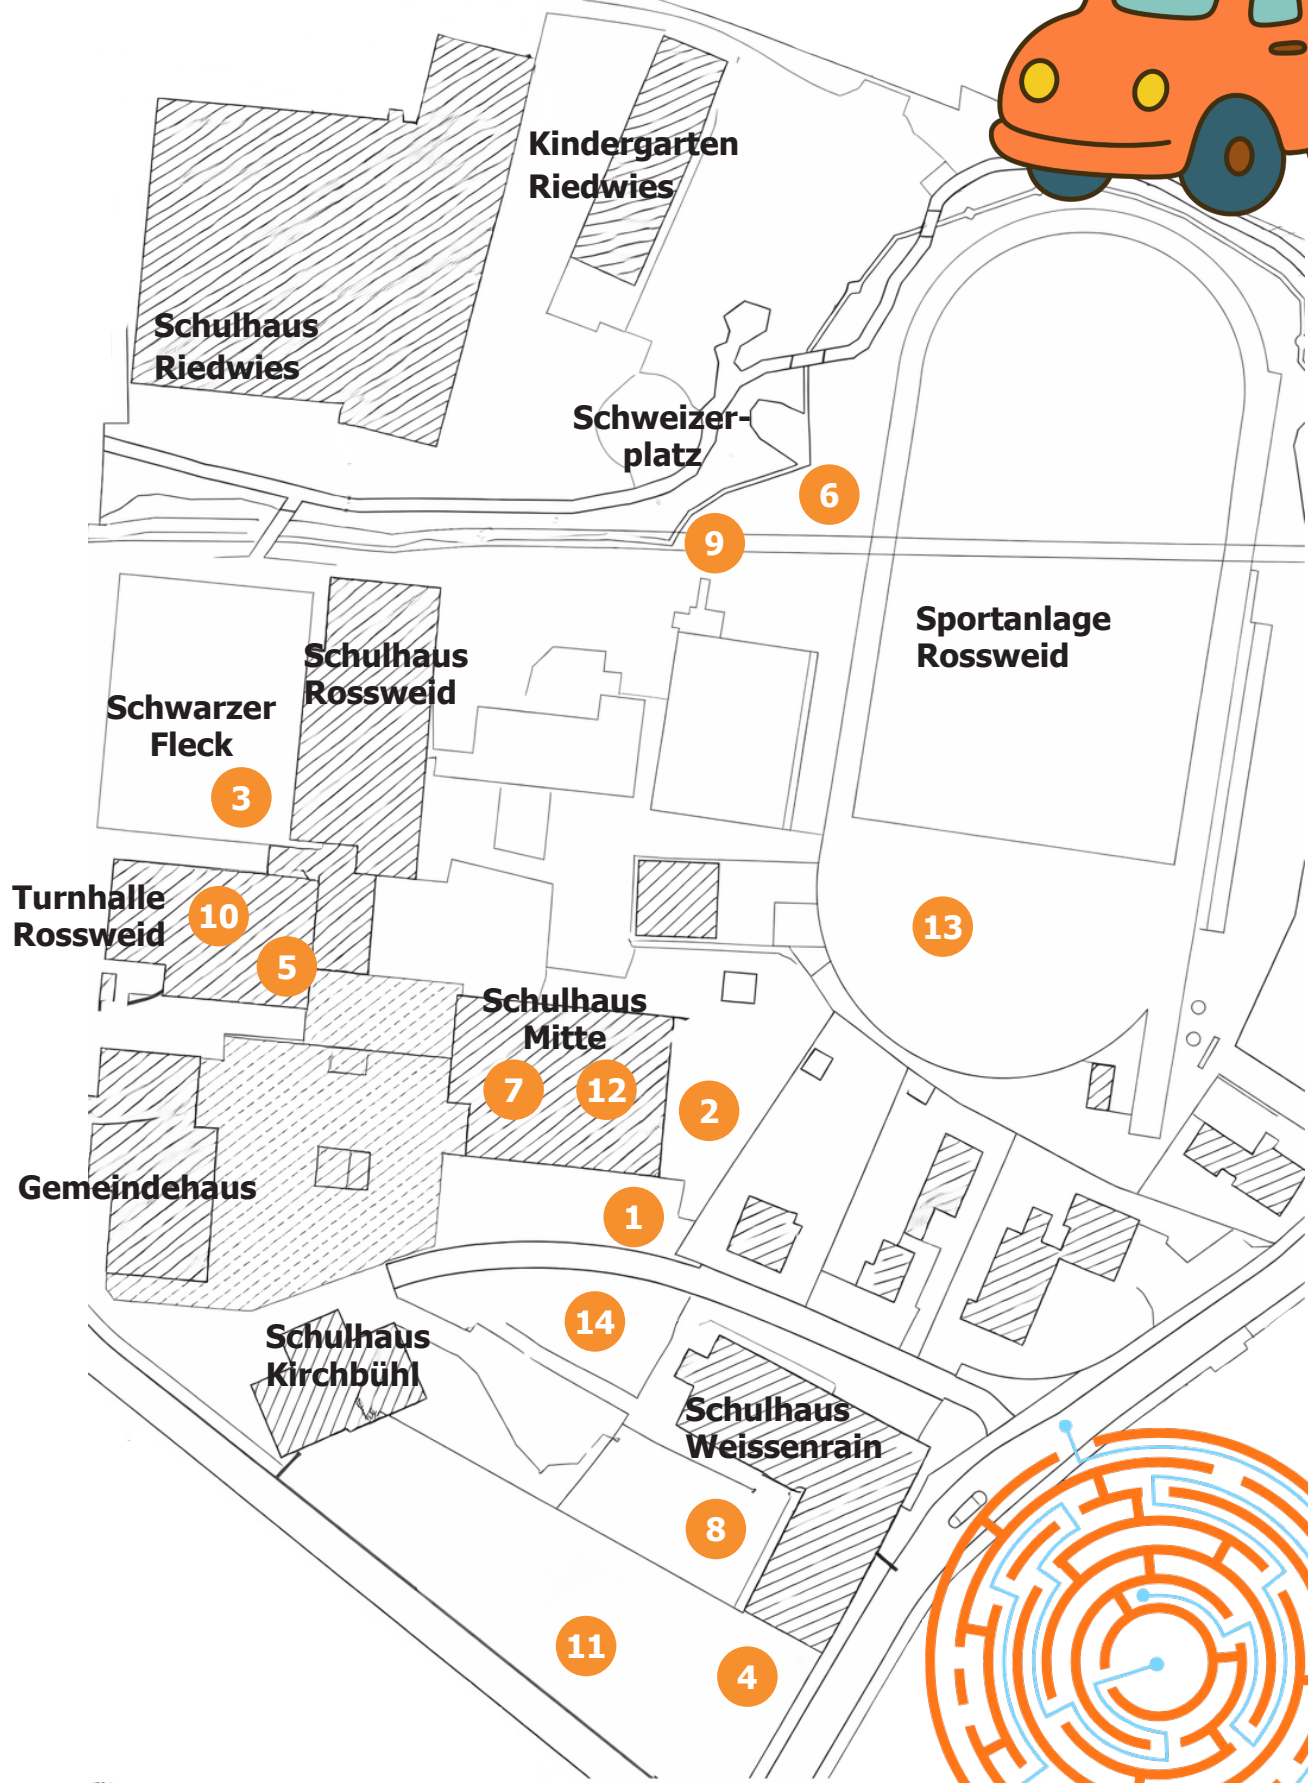 Kindergarten
Riedwies
Schulhaus
Riedwies
Schweizer-
platz
6
9
Sportanlage
Rossweid
Schulhaus
Rossweid
Schwarzer
Fleck
3
Turnhalle
Rossweid
10
5
13
Schulhaus
Mitte
7
12
2
Gemeindehaus
1
14
Schulhaus
Kirchbühl
Schulhaus
Weissenrain
8
11
4